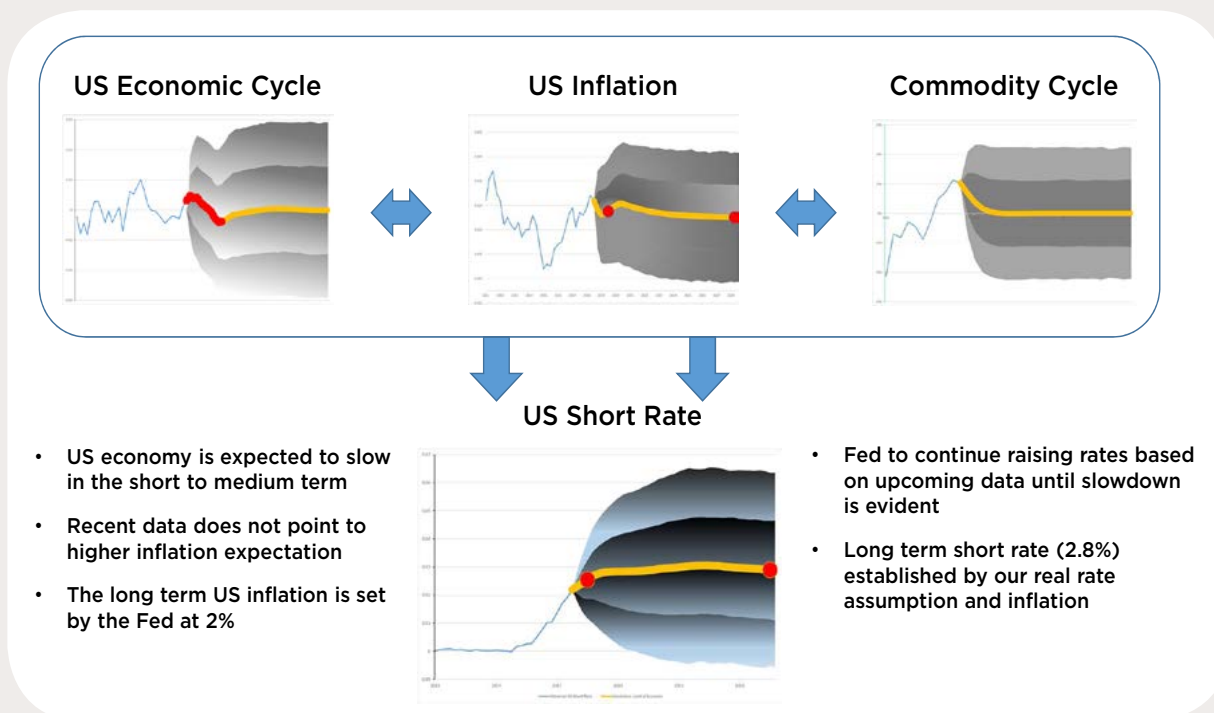 US Economic Cycle
US Inflation
Commodity Cycle
US Short Rate
• US economy is expected to slow
in the short to medium term
• Recent data does not point to
higher inflation expectation
• The long term US inflation is set
by the Fed at 2%
• Fed to continue raising rates based
on upcoming data until slowdown
is evident
• Long term short rate (2.8%)
established by our real rate
assumption and inflation